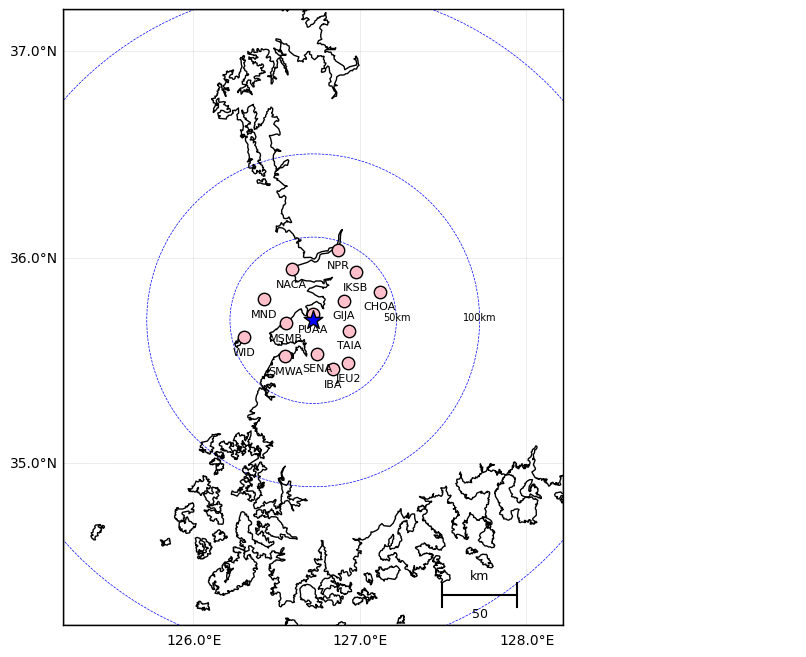 37.0°N
36.0°N
NPR
NACA
IKSB
CHOA
MND
GIJA
PUAA
50km
100km
MSMB
TAIA
WID
SMWA
SENA
JEU2
IBA
35.0°N
km
50
126.0°E
127.0°E
128.0°E